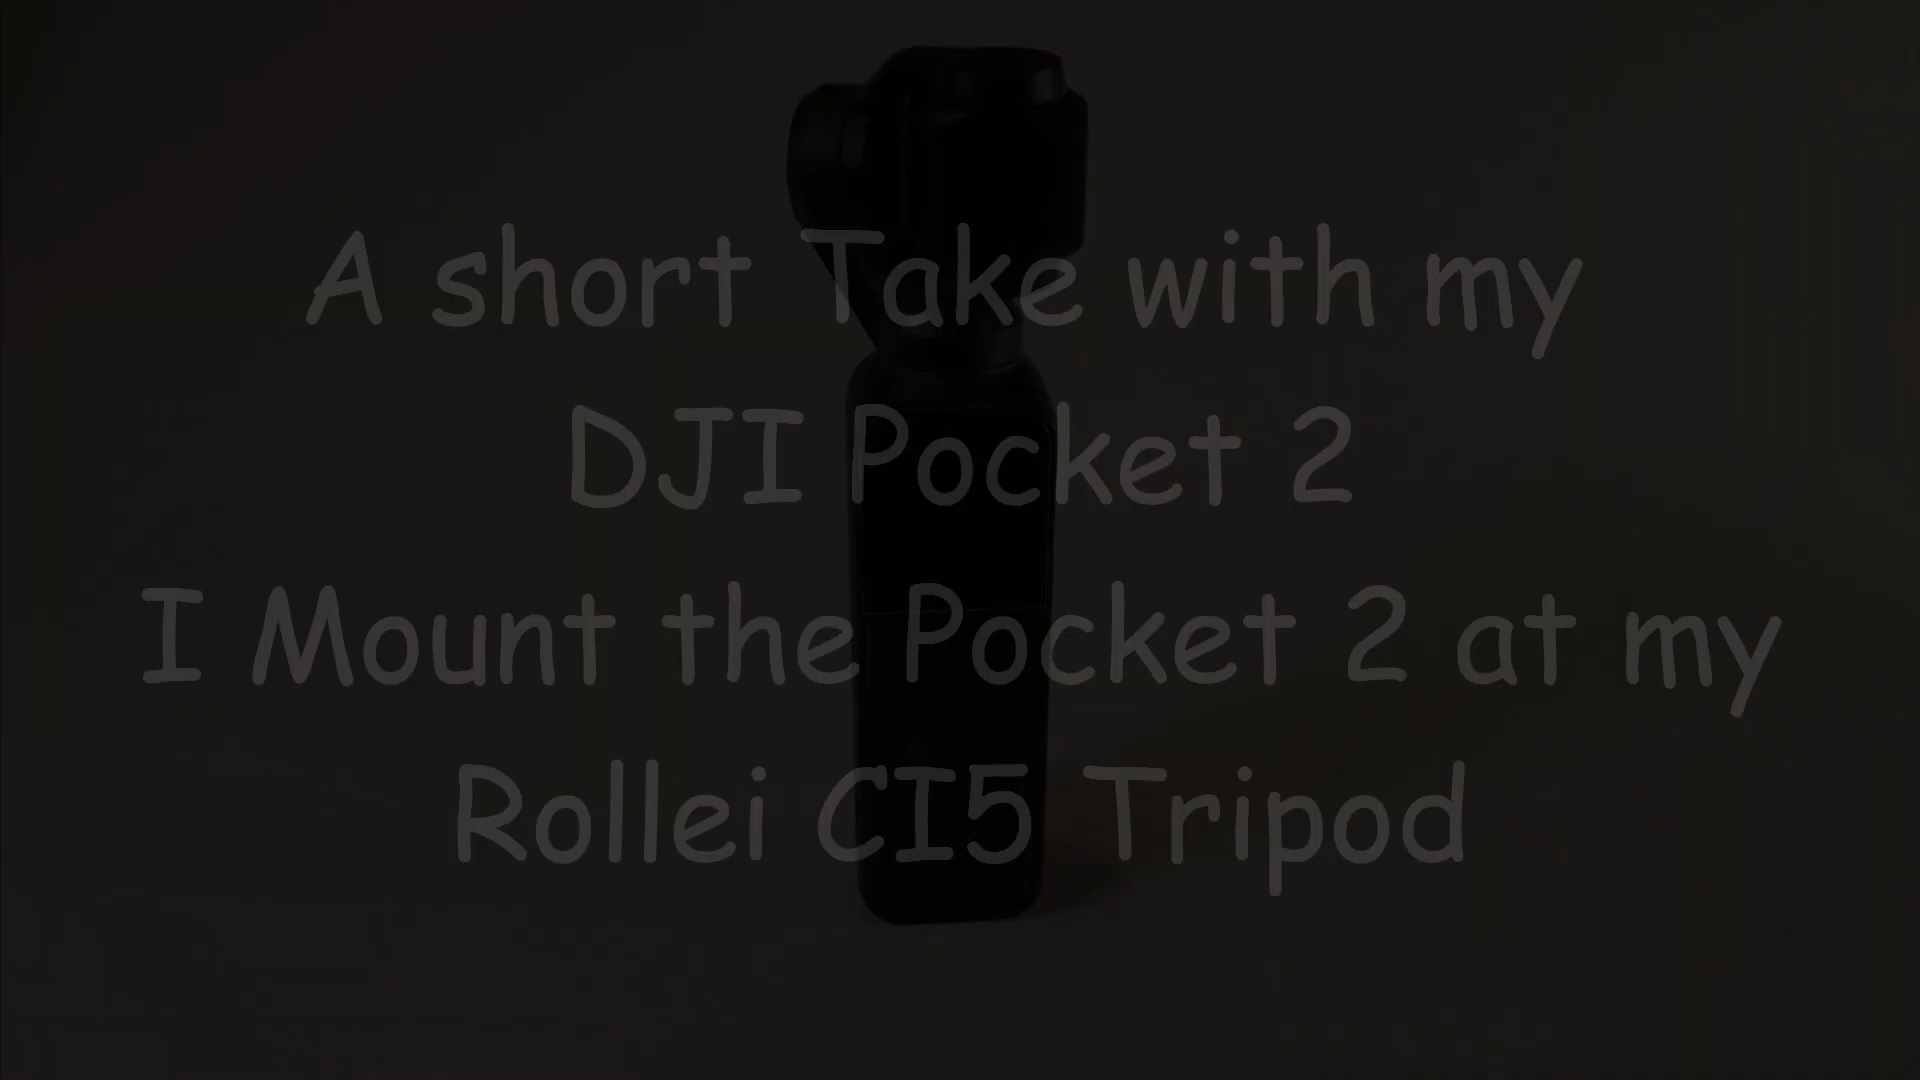 A short Take with my
DJI Pocket 2
I Mount the Pocket 2 at my
Rollei CI5 Tripod